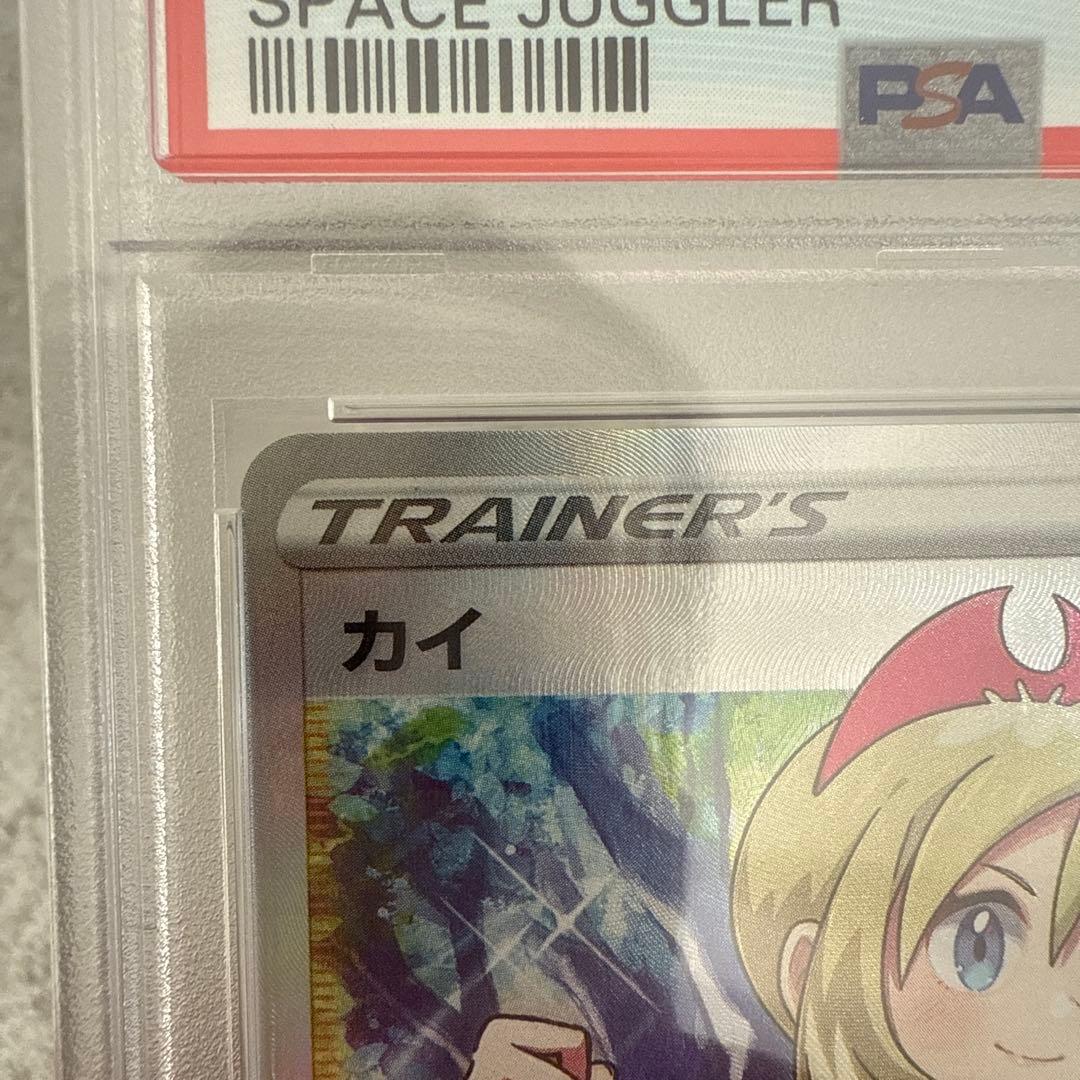 SPACE JUGGLER
PSA
TRAINER'S
カイ